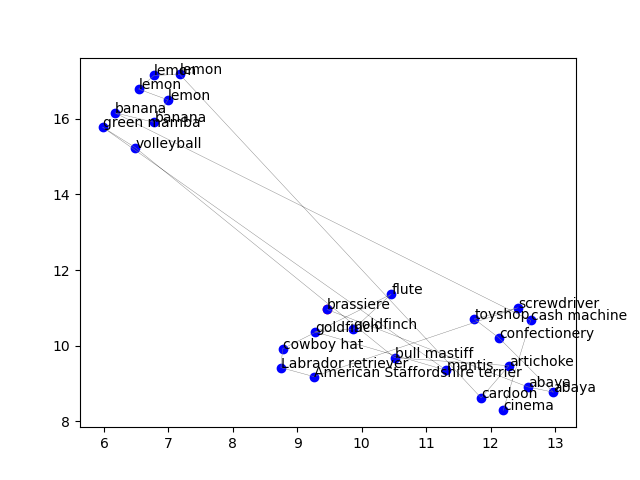 lemon
lemon
lemon
lemon
banana
banana
green mamba
volleyball
flute
brassiere
screwdriver
toyshop
cash machine
goldfinch
goldfinch
confectionery
cowboy hat
bull mastiff
Labrador retriever
mantis
artichoke
American Staffordshire terrier
abaya
abaya
cardoon
cinema
16
14
12
10
8
6 7 8 9 10 11 12 13